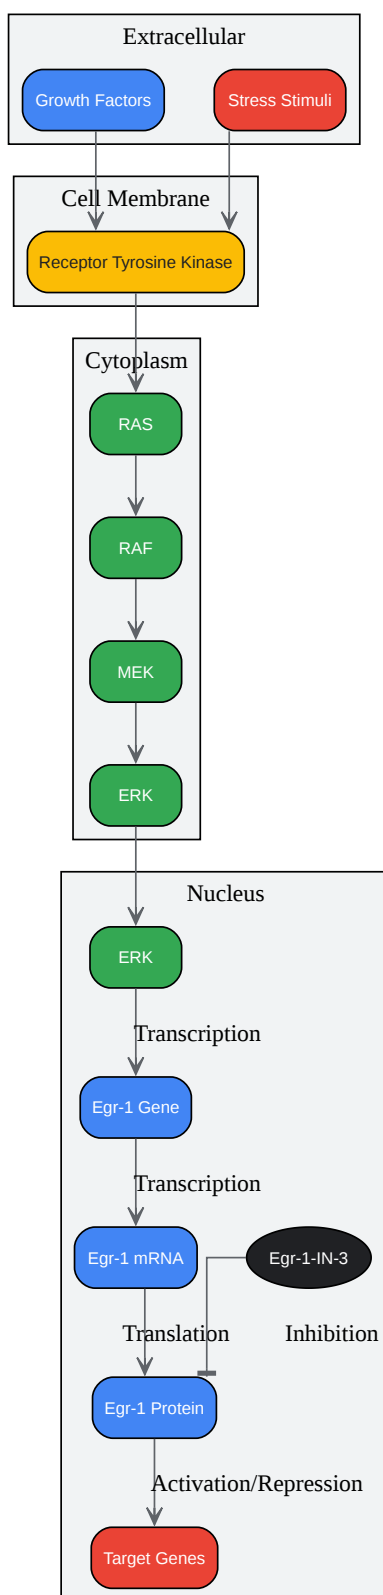 Extracellular
Growth Factors
Stress Stimuli
Cell Membrane
Receptor Tyrosine Kinase
Cytoplasm
RAS
RAF
MEK
ERK
Nucleus
ERK
Transcription
Egr-1 Gene
Transcription
Egr-1 mRNA
Egr-1-IN-3
Translation
Inhibition
Egr-1 Protein
Activation/Repression
Target Genes